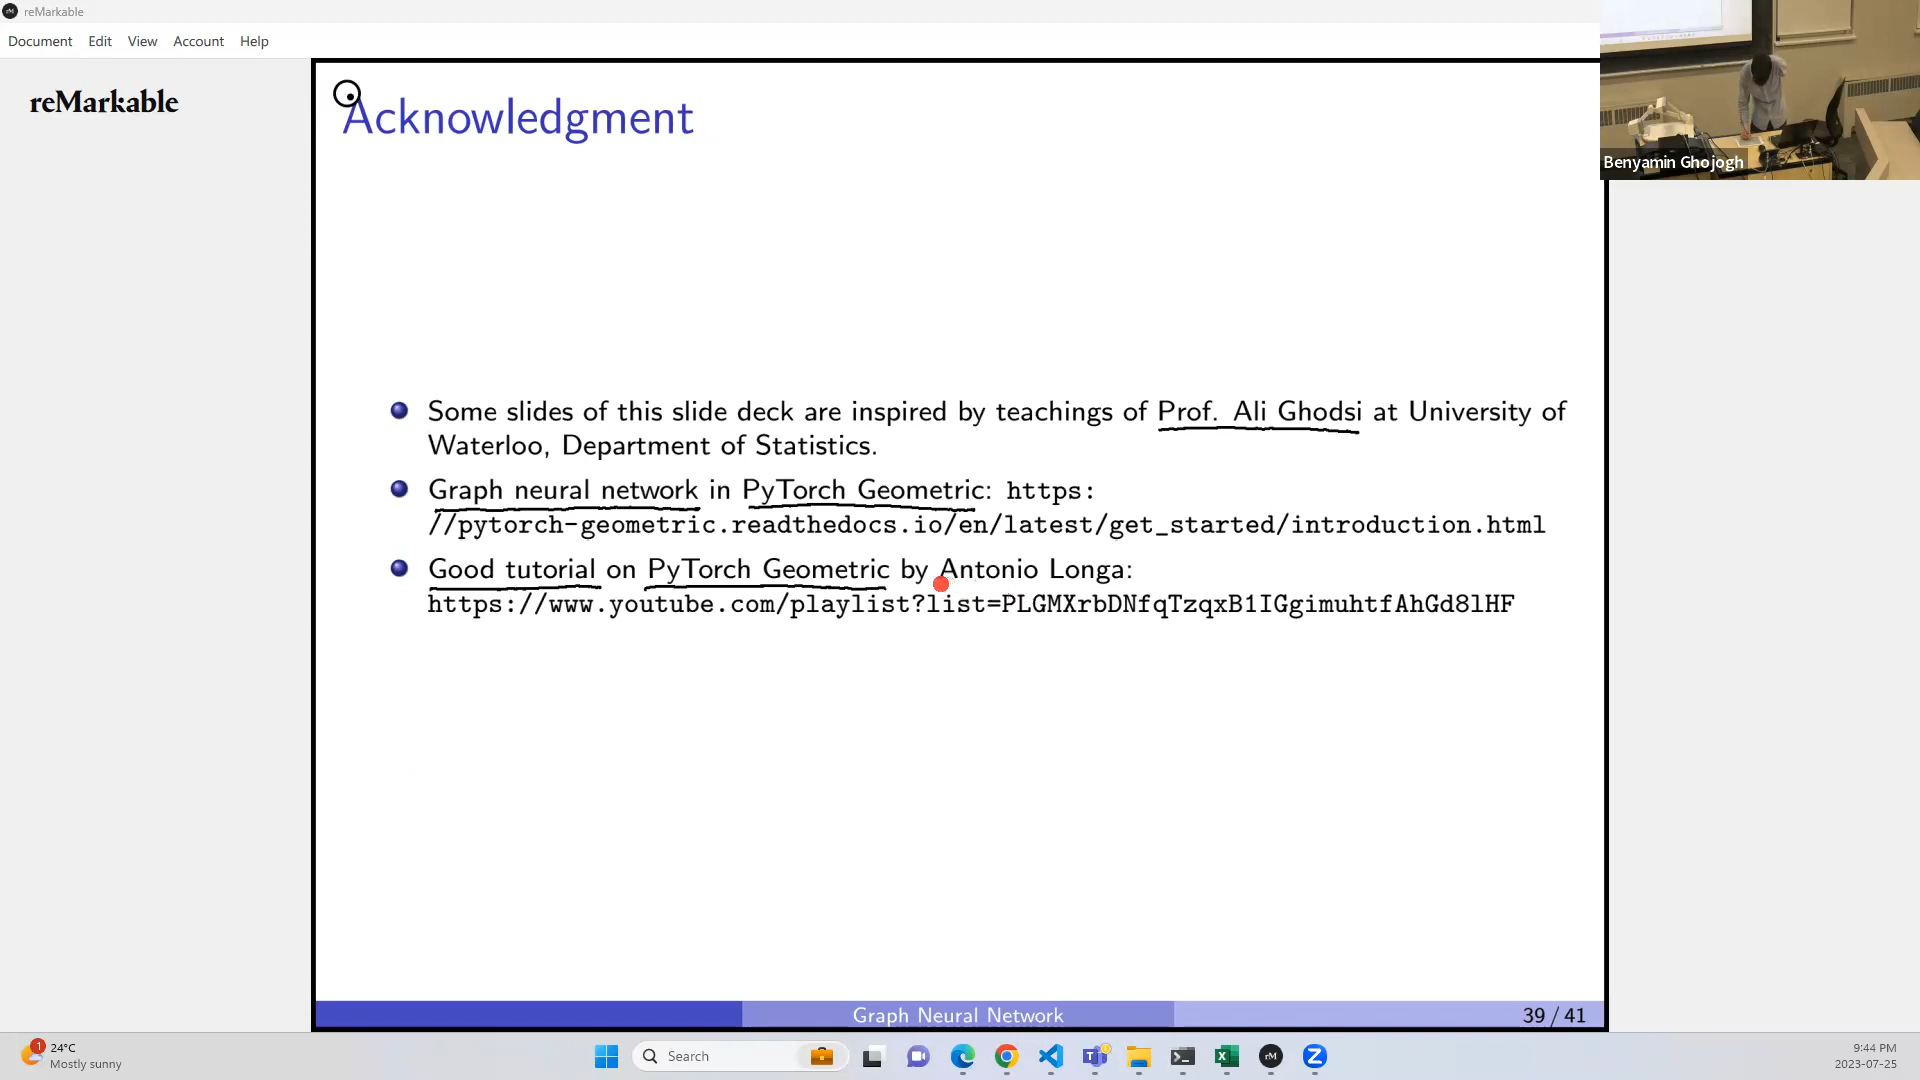 reMarkable
Document Edit View Account Help
reMarkable
Acknowledgment
Benyamin Ghojogh
Some slides of this slide deck are inspired by teachings of Prof. Ali Ghodsi at University of
Waterloo, Department of Statistics.
Graph neural network in PyTorch Geometric: https:
//pytorch-geometric.readthedocs.io/en/latest/get_started/introduction.html
Good tutorial on PyTorch Geometric by Antonio Longa:
https://www.youtube.com/playlist?list=PLGMXrbDNfqTzqxB1IGgimuhtfAhGd8lHF
Graph Neural Network 39 / 41
1 24°C
Mostly sunny
Search
9:44 PM
2023-07-25